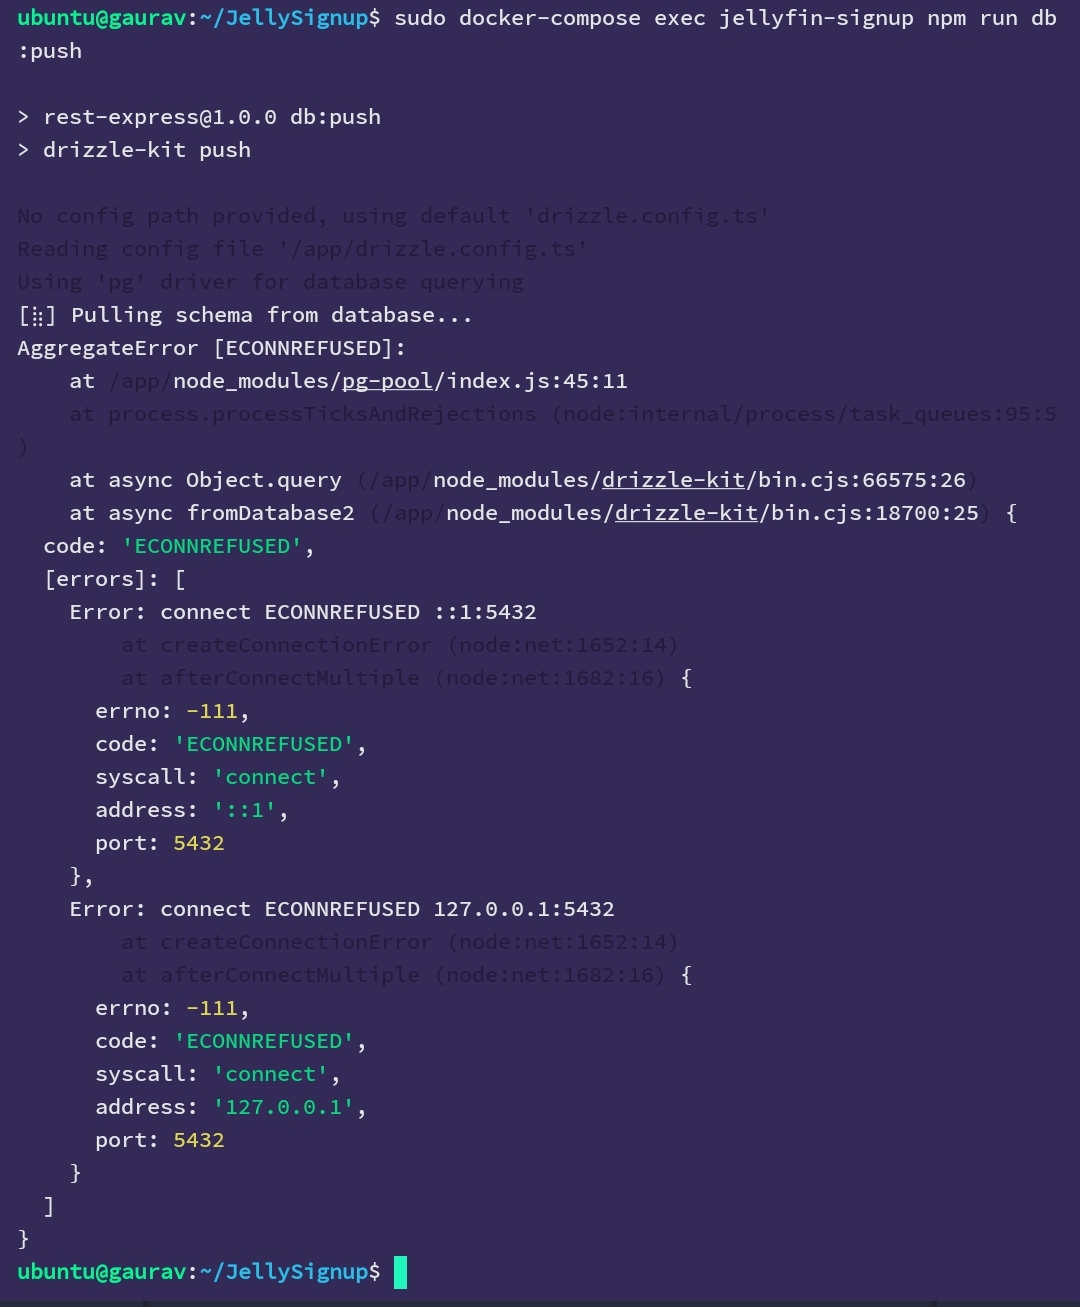 ubuntu@gaurav:~/JellySignup$ sudo docker-compose exec jellyfin-signup npm run db
:push
> rest-express@1.0.0 db:push
> drizzle-kit push
No config path provided, using default 'drizzle.config.ts'
Reading config file '/app/drizzle.config.ts'
Using 'pg' driver for database querying
[⣷] Pulling schema from database...
AggregateError [ECONNREFUSED]:
    at /app/node_modules/pg-pool/index.js:45:11
    at process.processTicksAndRejections (node:internal/process/task_queues:95:5
)
    at async Object.query (/app/node_modules/drizzle-kit/bin.cjs:66575:26)
    at async fromDatabase2 (/app/node_modules/drizzle-kit/bin.cjs:18700:25) {
  code: 'ECONNREFUSED',
  [errors]: [
    Error: connect ECONNREFUSED ::1:5432
        at createConnectionError (node:net:1652:14)
        at afterConnectMultiple (node:net:1682:16) {
      errno: -111,
      code: 'ECONNREFUSED',
      syscall: 'connect',
      address: '::1',
      port: 5432
    },
    Error: connect ECONNREFUSED 127.0.0.1:5432
        at createConnectionError (node:net:1652:14)
        at afterConnectMultiple (node:net:1682:16) {
      errno: -111,
      code: 'ECONNREFUSED',
      syscall: 'connect',
      address: '127.0.0.1',
      port: 5432
    }
  ]
}
ubuntu@gaurav:~/JellySignup$